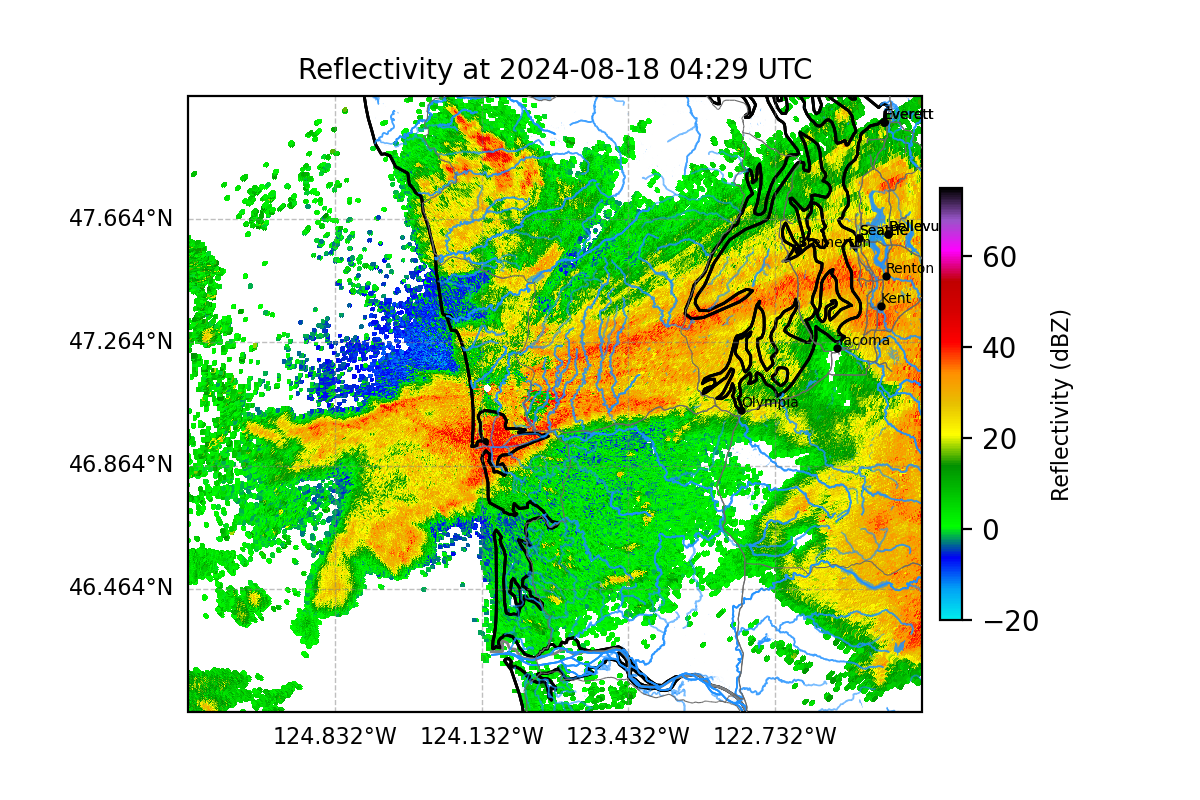 Reflectivity at 2024-08-18 04:29 UTC
Everett
47.664°N
Seattle
Bellevu
Bremerton
60
Renton
Kent
47.264°N
Tacoma
40
Olympia
20
46.864°N
0
46.464°N
−20
Reflectivity (dBZ)
124.832°W 124.132°W 123.432°W 122.732°W